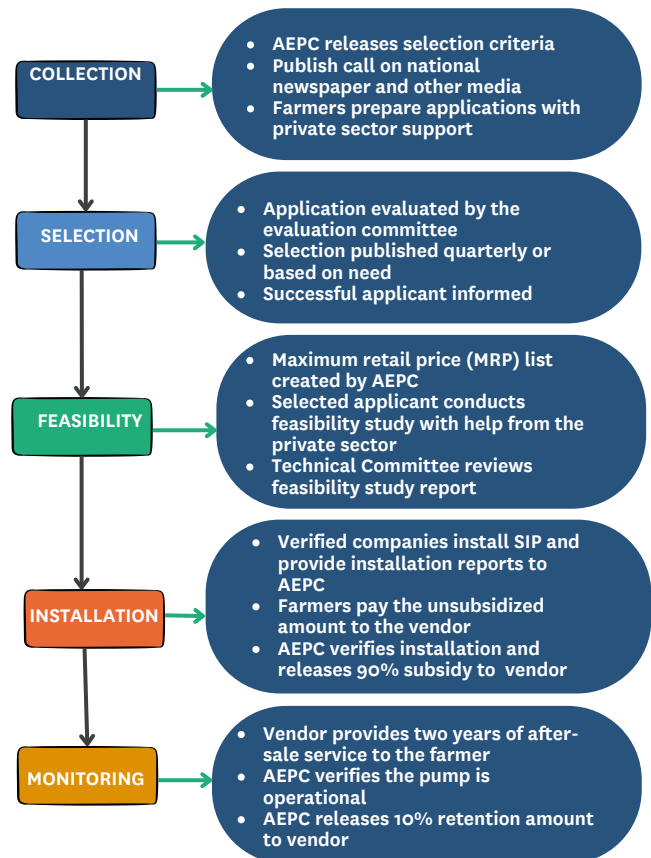 COLLECTION
• AEPC releases selection criteria
• Publish call on national
newspaper and other media
• Farmers prepare applications with
private sector support
SELECTION
• Application evaluated by the
evaluation committee
• Selection published quarterly or
based on need
• Successful applicant informed
FEASIBILITY
• Maximum retail price (MRP) list
created by AEPC
• Selected applicant conducts
feasibility study with help from the
private sector
• Technical Committee reviews
feasibility study report
INSTALLATION
• Verified companies install SIP and
provide installation reports to
AEPC
• Farmers pay the unsubsidized
amount to the vendor
• AEPC verifies installation and
releases 90% subsidy to vendor
MONITORING
• Vendor provides two years of after-
sale service to the farmer
• AEPC verifies the pump is
operational
• AEPC releases 10% retention amount
to vendor